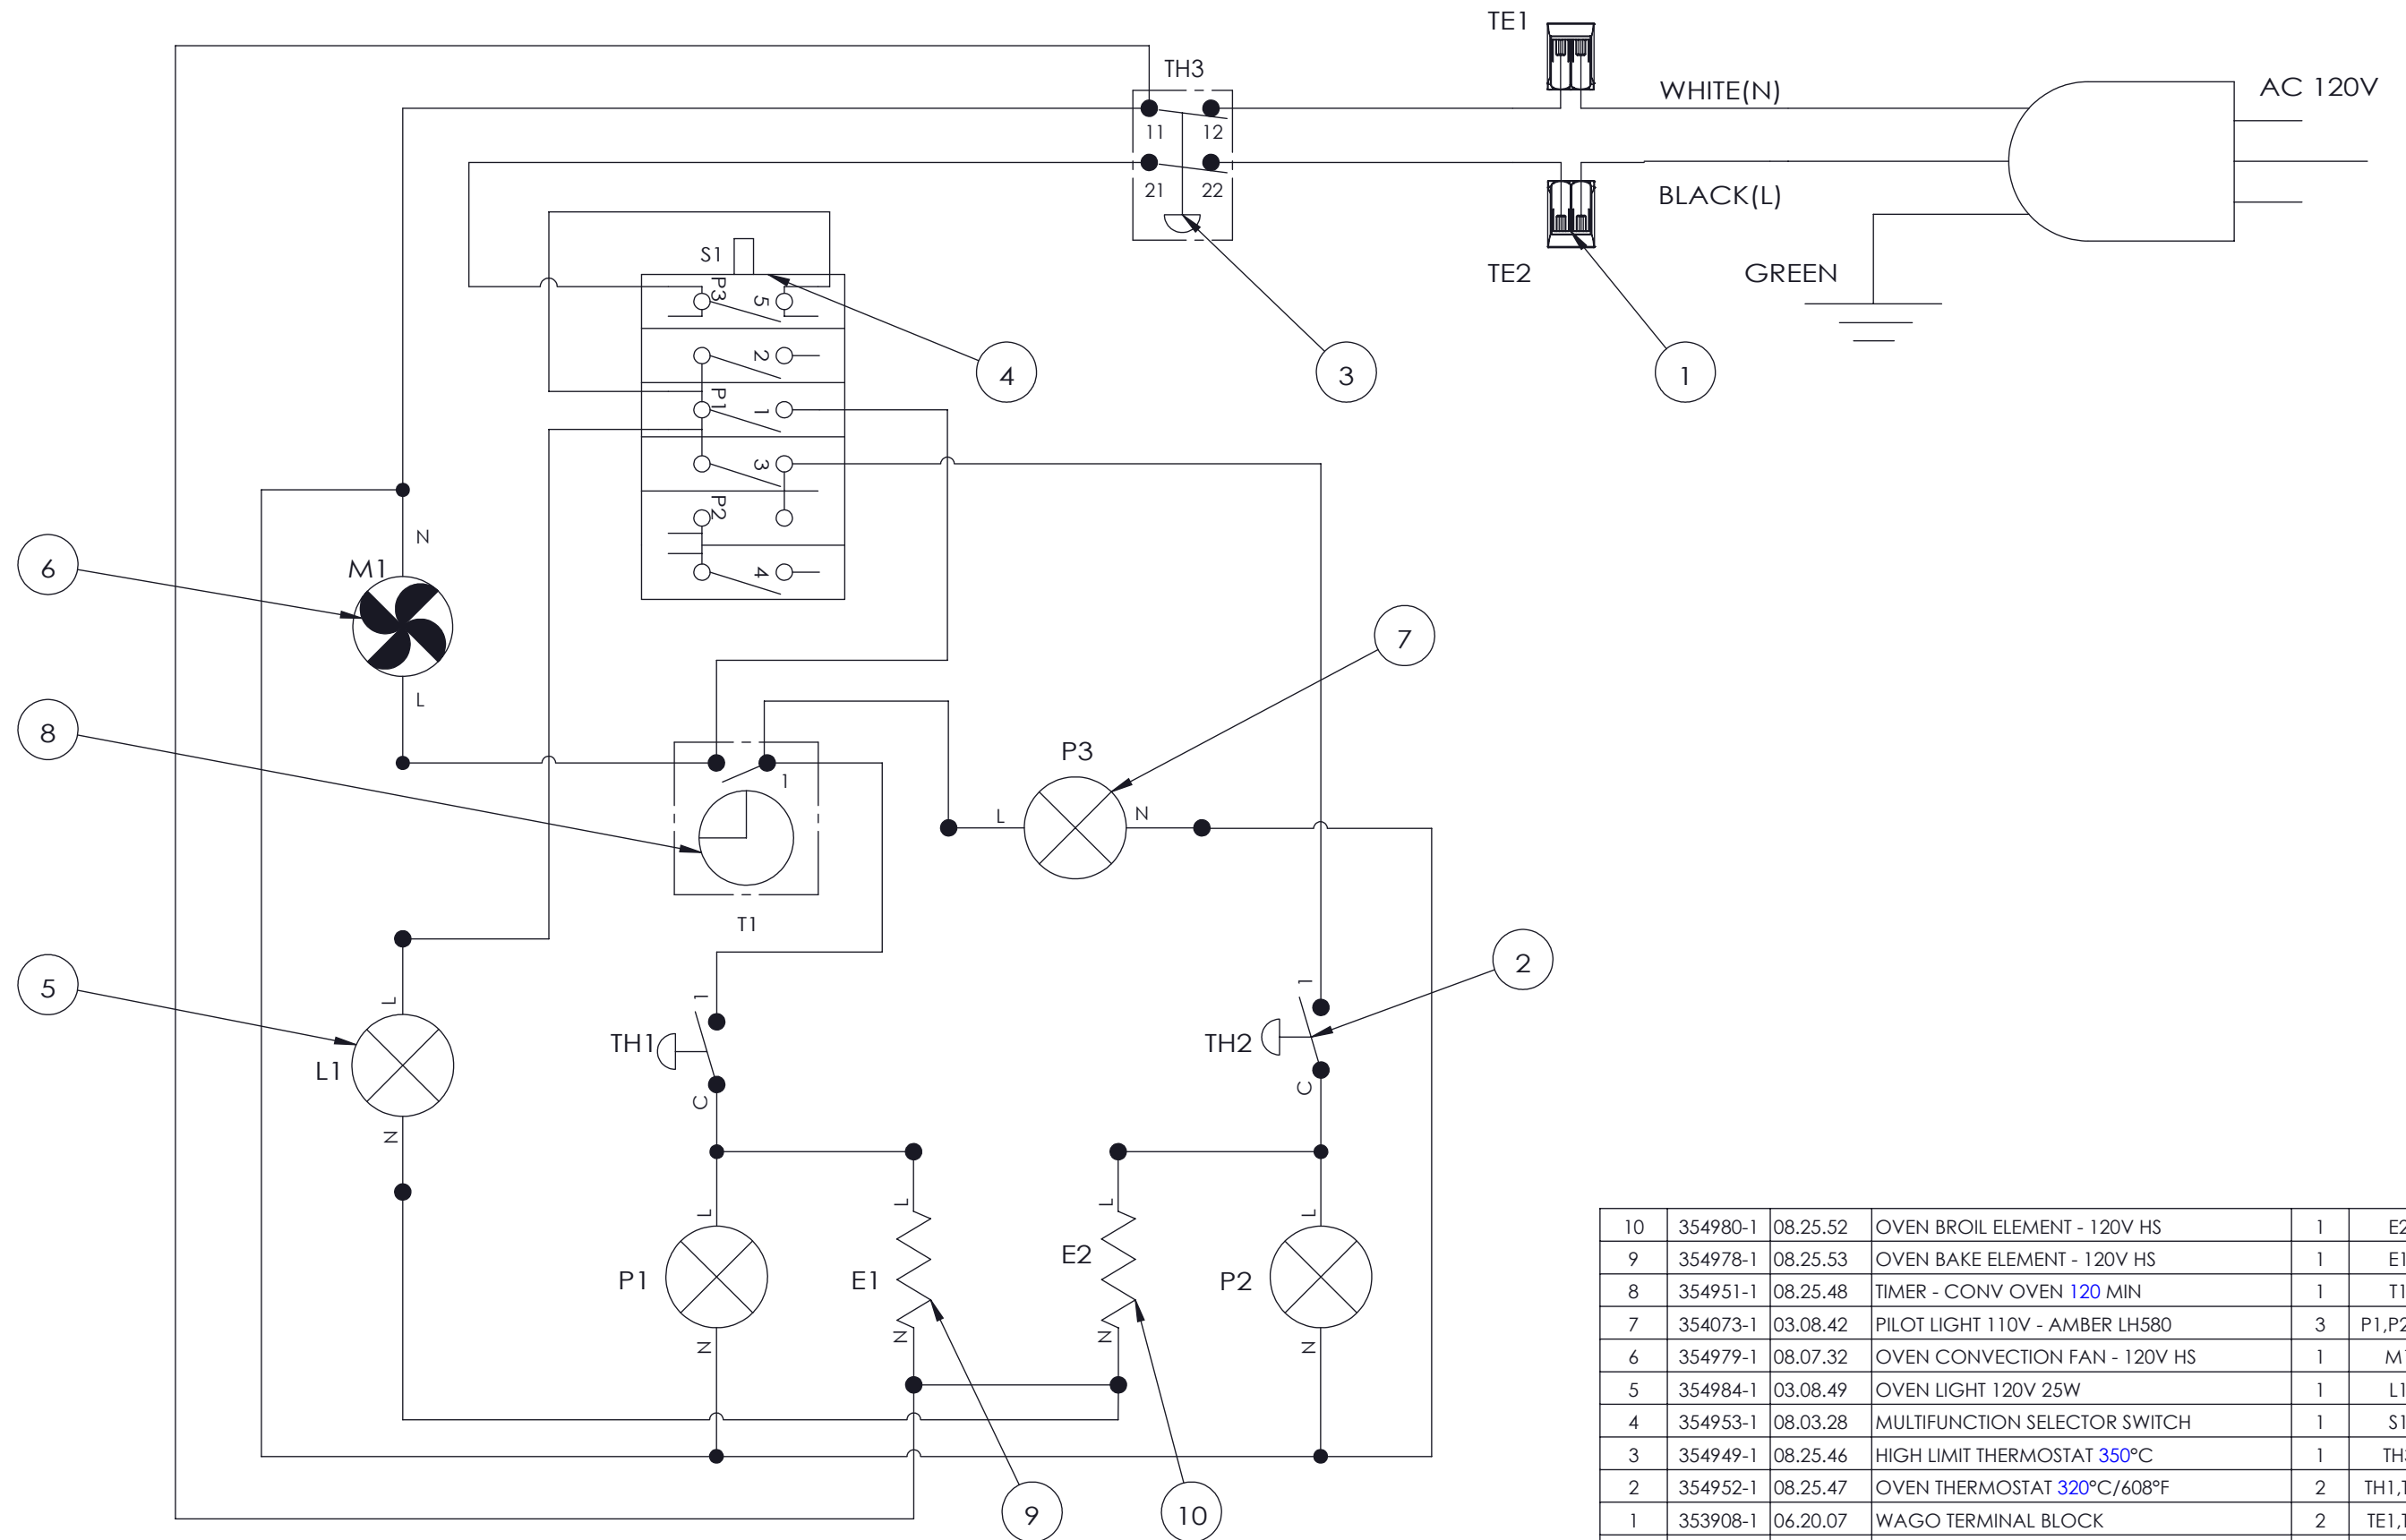 TE1
TH3
WHITE(N)
AC 120V
11 12
21 22
BLACK(L)
S1
TE2
GREEN
P3 5
2
4
3
1
P1 1
3
P2
4
N
M1
6
7
L
8
P3
L
N
1
T1
2
5
L
1
1
TH1
TH2
L1
C
C
N
L
L
L
L
10 354980-1 08.25.52 OVEN BROIL ELEMENT - 120V HS 1 E2
P1
E1
E2
P2
9 354978-1 08.25.53 OVEN BAKE ELEMENT - 120V HS 1 E1
8 354951-1 08.25.48 TIMER - CONV OVEN 120 MIN 1 T1
N
N
N
N
7 354073-1 03.08.42 PILOT LIGHT 110V - AMBER LH580 3 P1,P2
6 354979-1 08.07.32 OVEN CONVECTION FAN - 120V HS 1
5 354984-1 03.08.49 OVEN LIGHT 120V 25W 1 L1
4 354953-1 08.03.28 MULTIFUNCTION SELECTOR SWITCH 1 S1
3 354949-1 08.25.46 HIGH LIMIT THERMOSTAT 350°C 1
2 354952-1 08.25.47 OVEN THERMOSTAT 320°C/608°F 2 TH1,
1 353908-1 06.20.07 WAGO TERMINAL BLOCK 2 TE1,
9
10